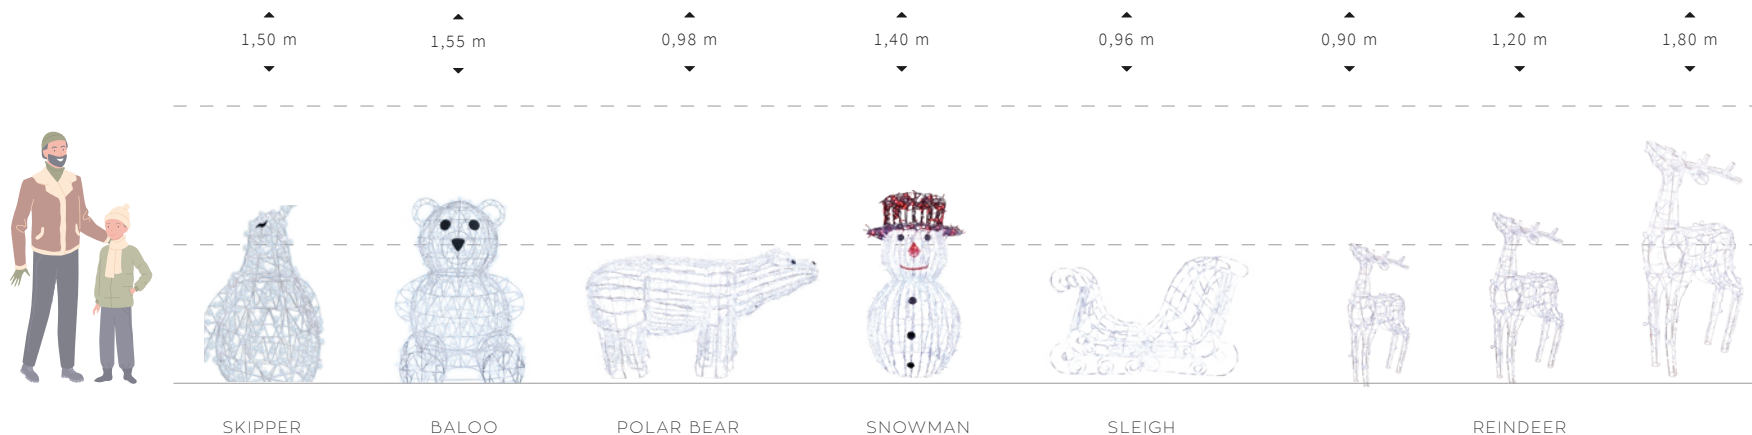 1,50 m
1,55 m
0,98 m
1,40 m
0,96 m
0,90 m
1,20 m
1,80 m
SKIPPER
BALOO
POLAR BEAR
SNOWMAN
SLEIGH
REINDEER